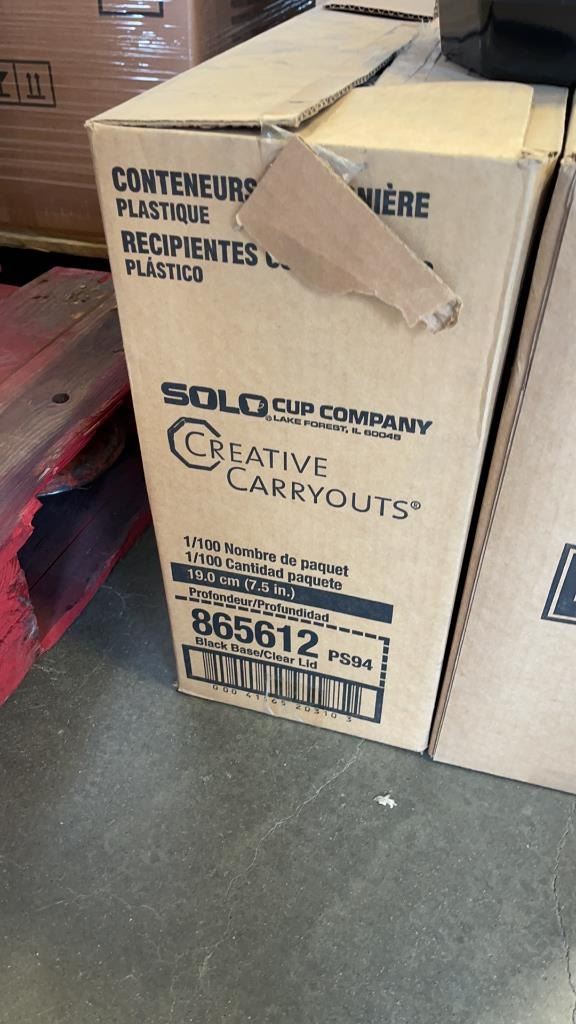 CONTENEURS
NIÈRE
PLASTIQUE
RECIPIENTES
PLÁSTICO
SOLO CUP COMPANY
® LAKE FOREST, IL 60045
CREATIVE
CARRYOUTS®
1/100 Nombre de paquet
1/100 Cantidad paquete
19.0 cm (7.5 in.)
Profondeur/Profundidad
865612 PS94
Black Base/Clear Lid